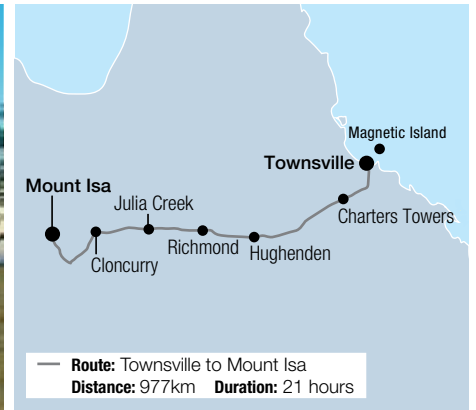 Magnetic Island
Townsville
Mount Isa
Julia Creek
Charters Towers
Richmond
Hughenden
Cloncurry
Route: Townsville to Mount Isa
Distance: 977km Duration: 21 hours